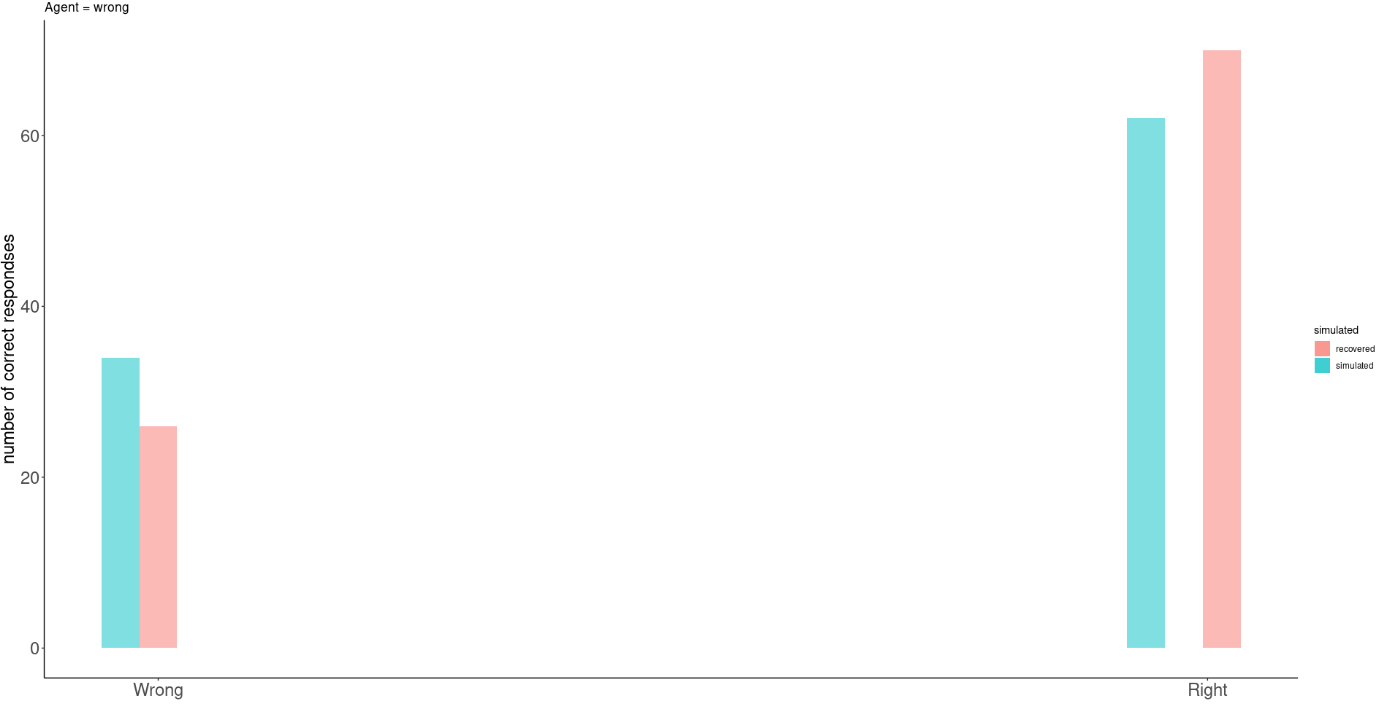 Agent = wrong
number of correct respondses
60
40
20
0
Wrong
Right
simulated
recovered
simulated